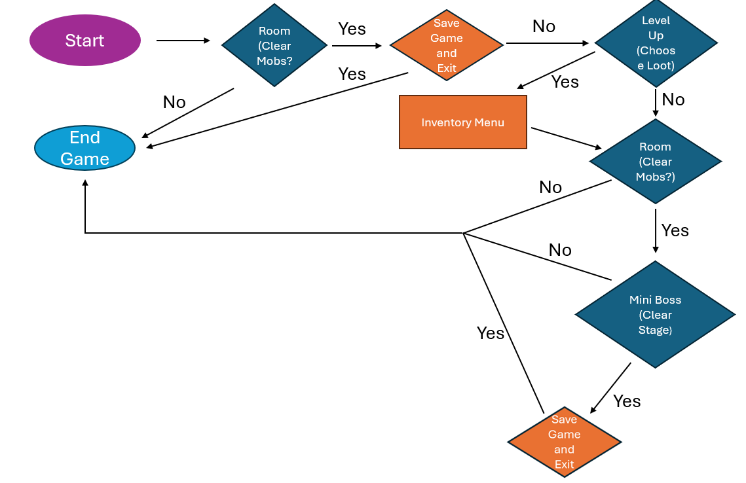 Start
Room
(Clear
Mobs?
Yes
Save
Game
and
Exit
No
Level
Up
(Choos
e Loot)
Yes
No
Yes
No
Inventory Menu
End
Game
Room
(Clear
Mobs?)
No
Yes
No
Mini Boss
(Clear
Stage)
Yes
Yes
Save
Game
and
Exit